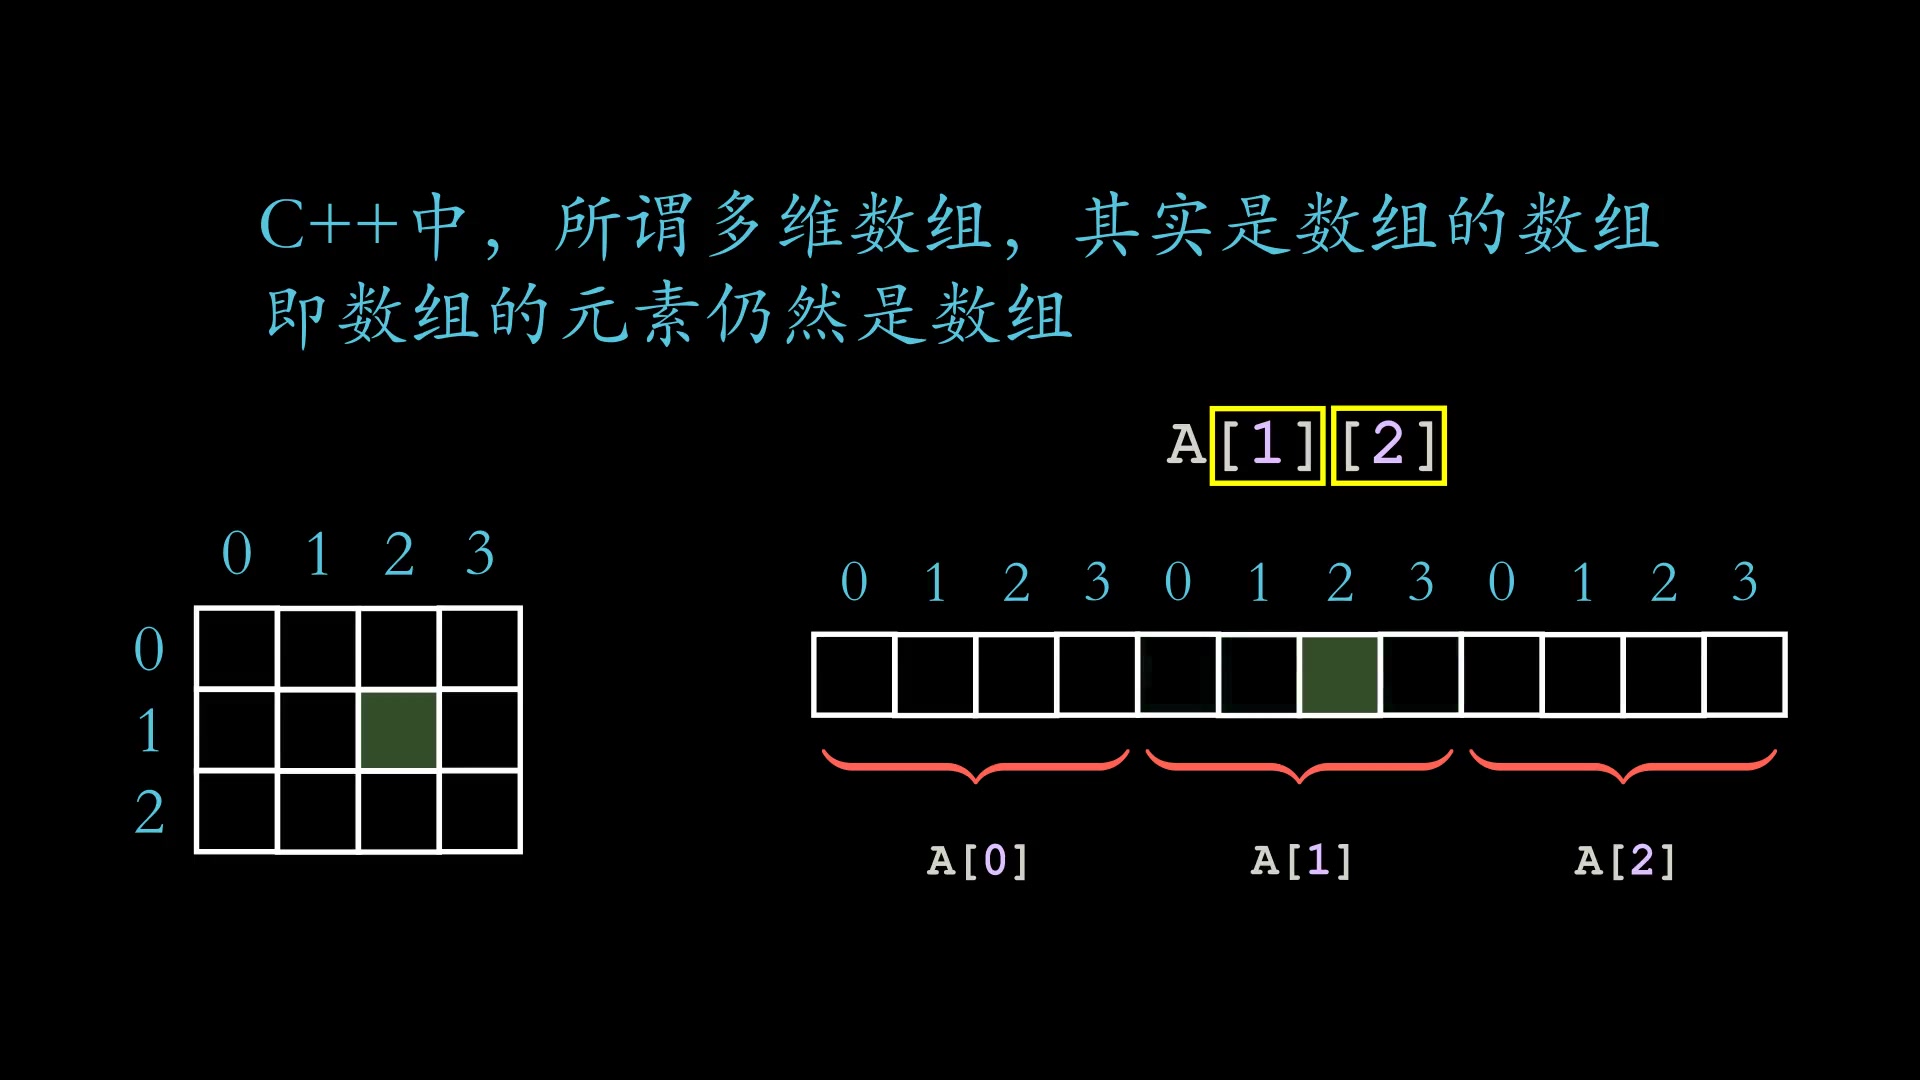 C++中，所谓多维数组，其实是数组的数组
即数组的元素仍然是数组
A[1][2]
0 1 2 3
0
1
2
0 1 2 3 0 1 2 3 0 1 2 3
A[0] A[1] A[2]